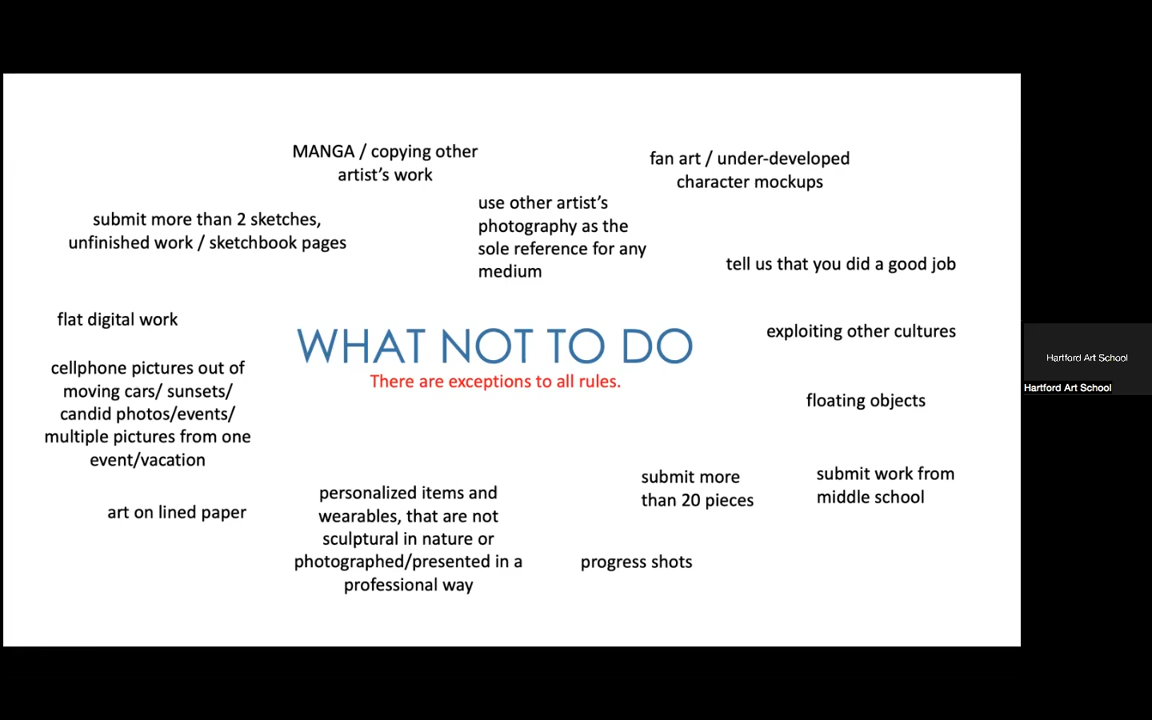 MANGA / copying other
artist's work
fan art / under-developed
character mockups
submit more than 2 sketches,
unfinished work / sketchbook pages
use other artist's
photography as the
sole reference for any
medium
tell us that you did a good job
flat digital work
WHAT NOT TO DO
There are exceptions to all rules.
exploiting other cultures
cellphone pictures out of
moving cars/ sunsets/
candid photos/events/
multiple pictures from one
event/vacation
floating objects
art on lined paper
personalized items and
wearables, that are not
sculptural in nature or
photographed/presented in a
professional way
submit more
than 20 pieces
submit work from
middle school
progress shots
Hartford Art School
Hartford Art School